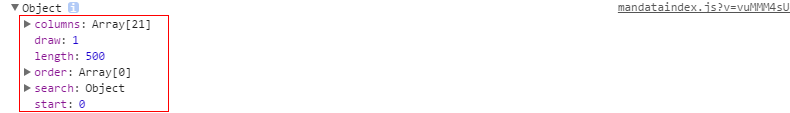 ▼Object i mandataindex.js?v=vuMMM4sU
▶ columns: Array[21]
draw: 1
length: 500
▶ order: Array[0]
▶ search: Object
start: 0